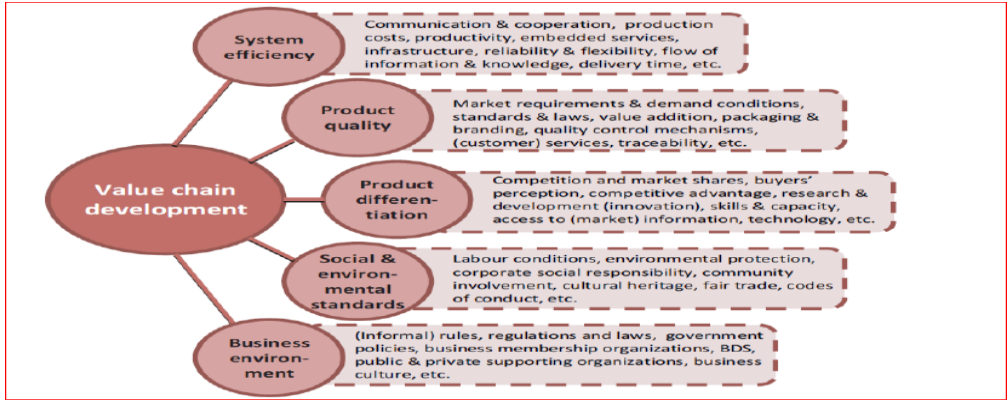 Value chain
development
System
efficiency
Communication & cooperation, production
costs, productivity, embedded services,
infrastructure, reliability & flexibility, flow of
information & knowledge, delivery time, etc.
Product
quality
Market requirements & demand conditions,
standards & laws, value addition, packaging &
branding, quality control mechanisms,
(customer) services, traceability, etc.
Product
differen-
tiation
Competition and market shares, buyers’
perception, competitive advantage, research &
development (innovation), skills & capacity,
access to (market) information, technology, etc.
Social &
environ-
mental
standards
Labour conditions, environmental protection,
corporate social responsibility, community
involvement, cultural heritage, fair trade, codes
of conduct, etc.
Business
environ-
ment
(Informal) rules, regulations and laws, government
policies, business membership organizations, BDS,
public & private supporting organizations, business
culture, etc.